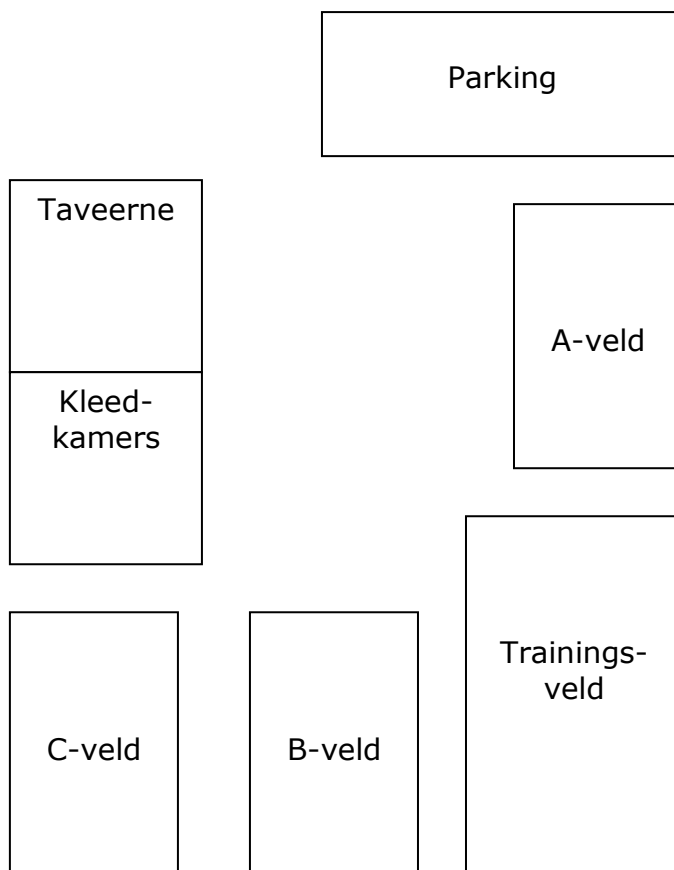 Parking
Taveerne
A-veld
Kleed-
kamers
Trainings-
veld
C-veld
B-veld